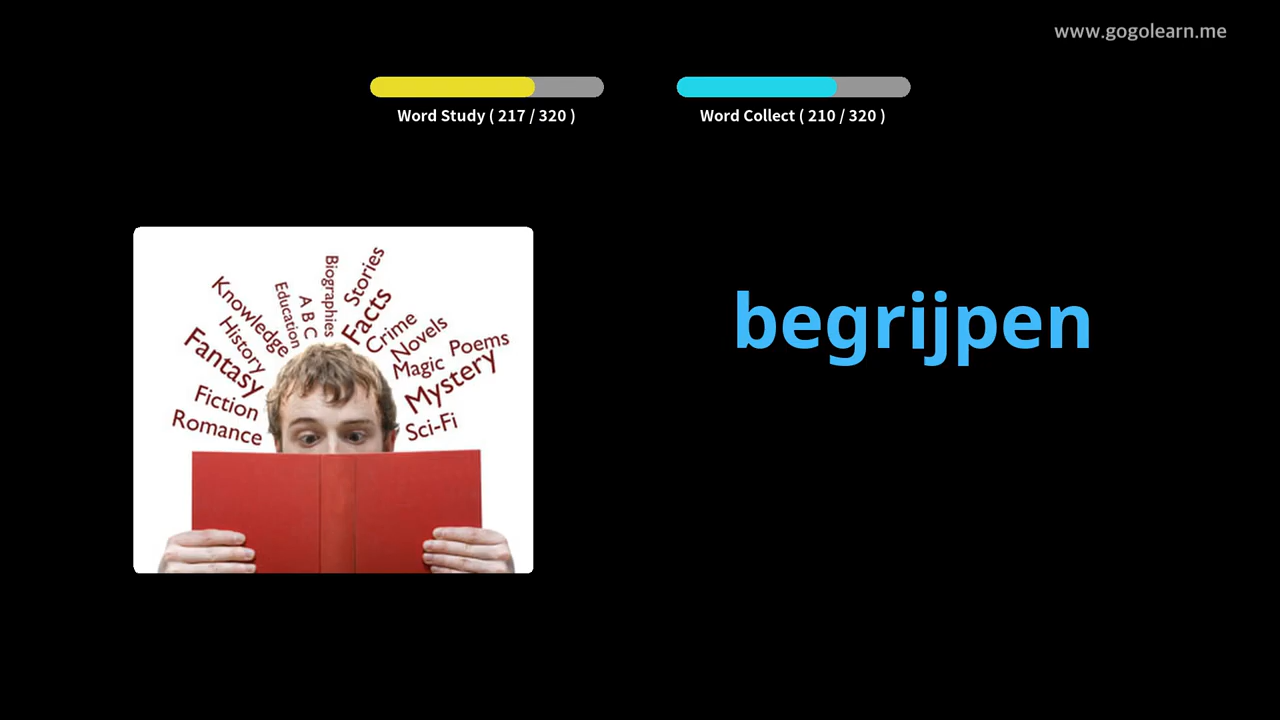 www.gogolearn.me
Word Study ( 217 / 320 )
Word Collect ( 210 / 320 )
begrijpen
Knowledge
Education
A B C
Biographies
Stories
Facts
Crime
Novels
Poems
Magic
Mystery
Sci-Fi
History
Fantasy
Fiction
Romance